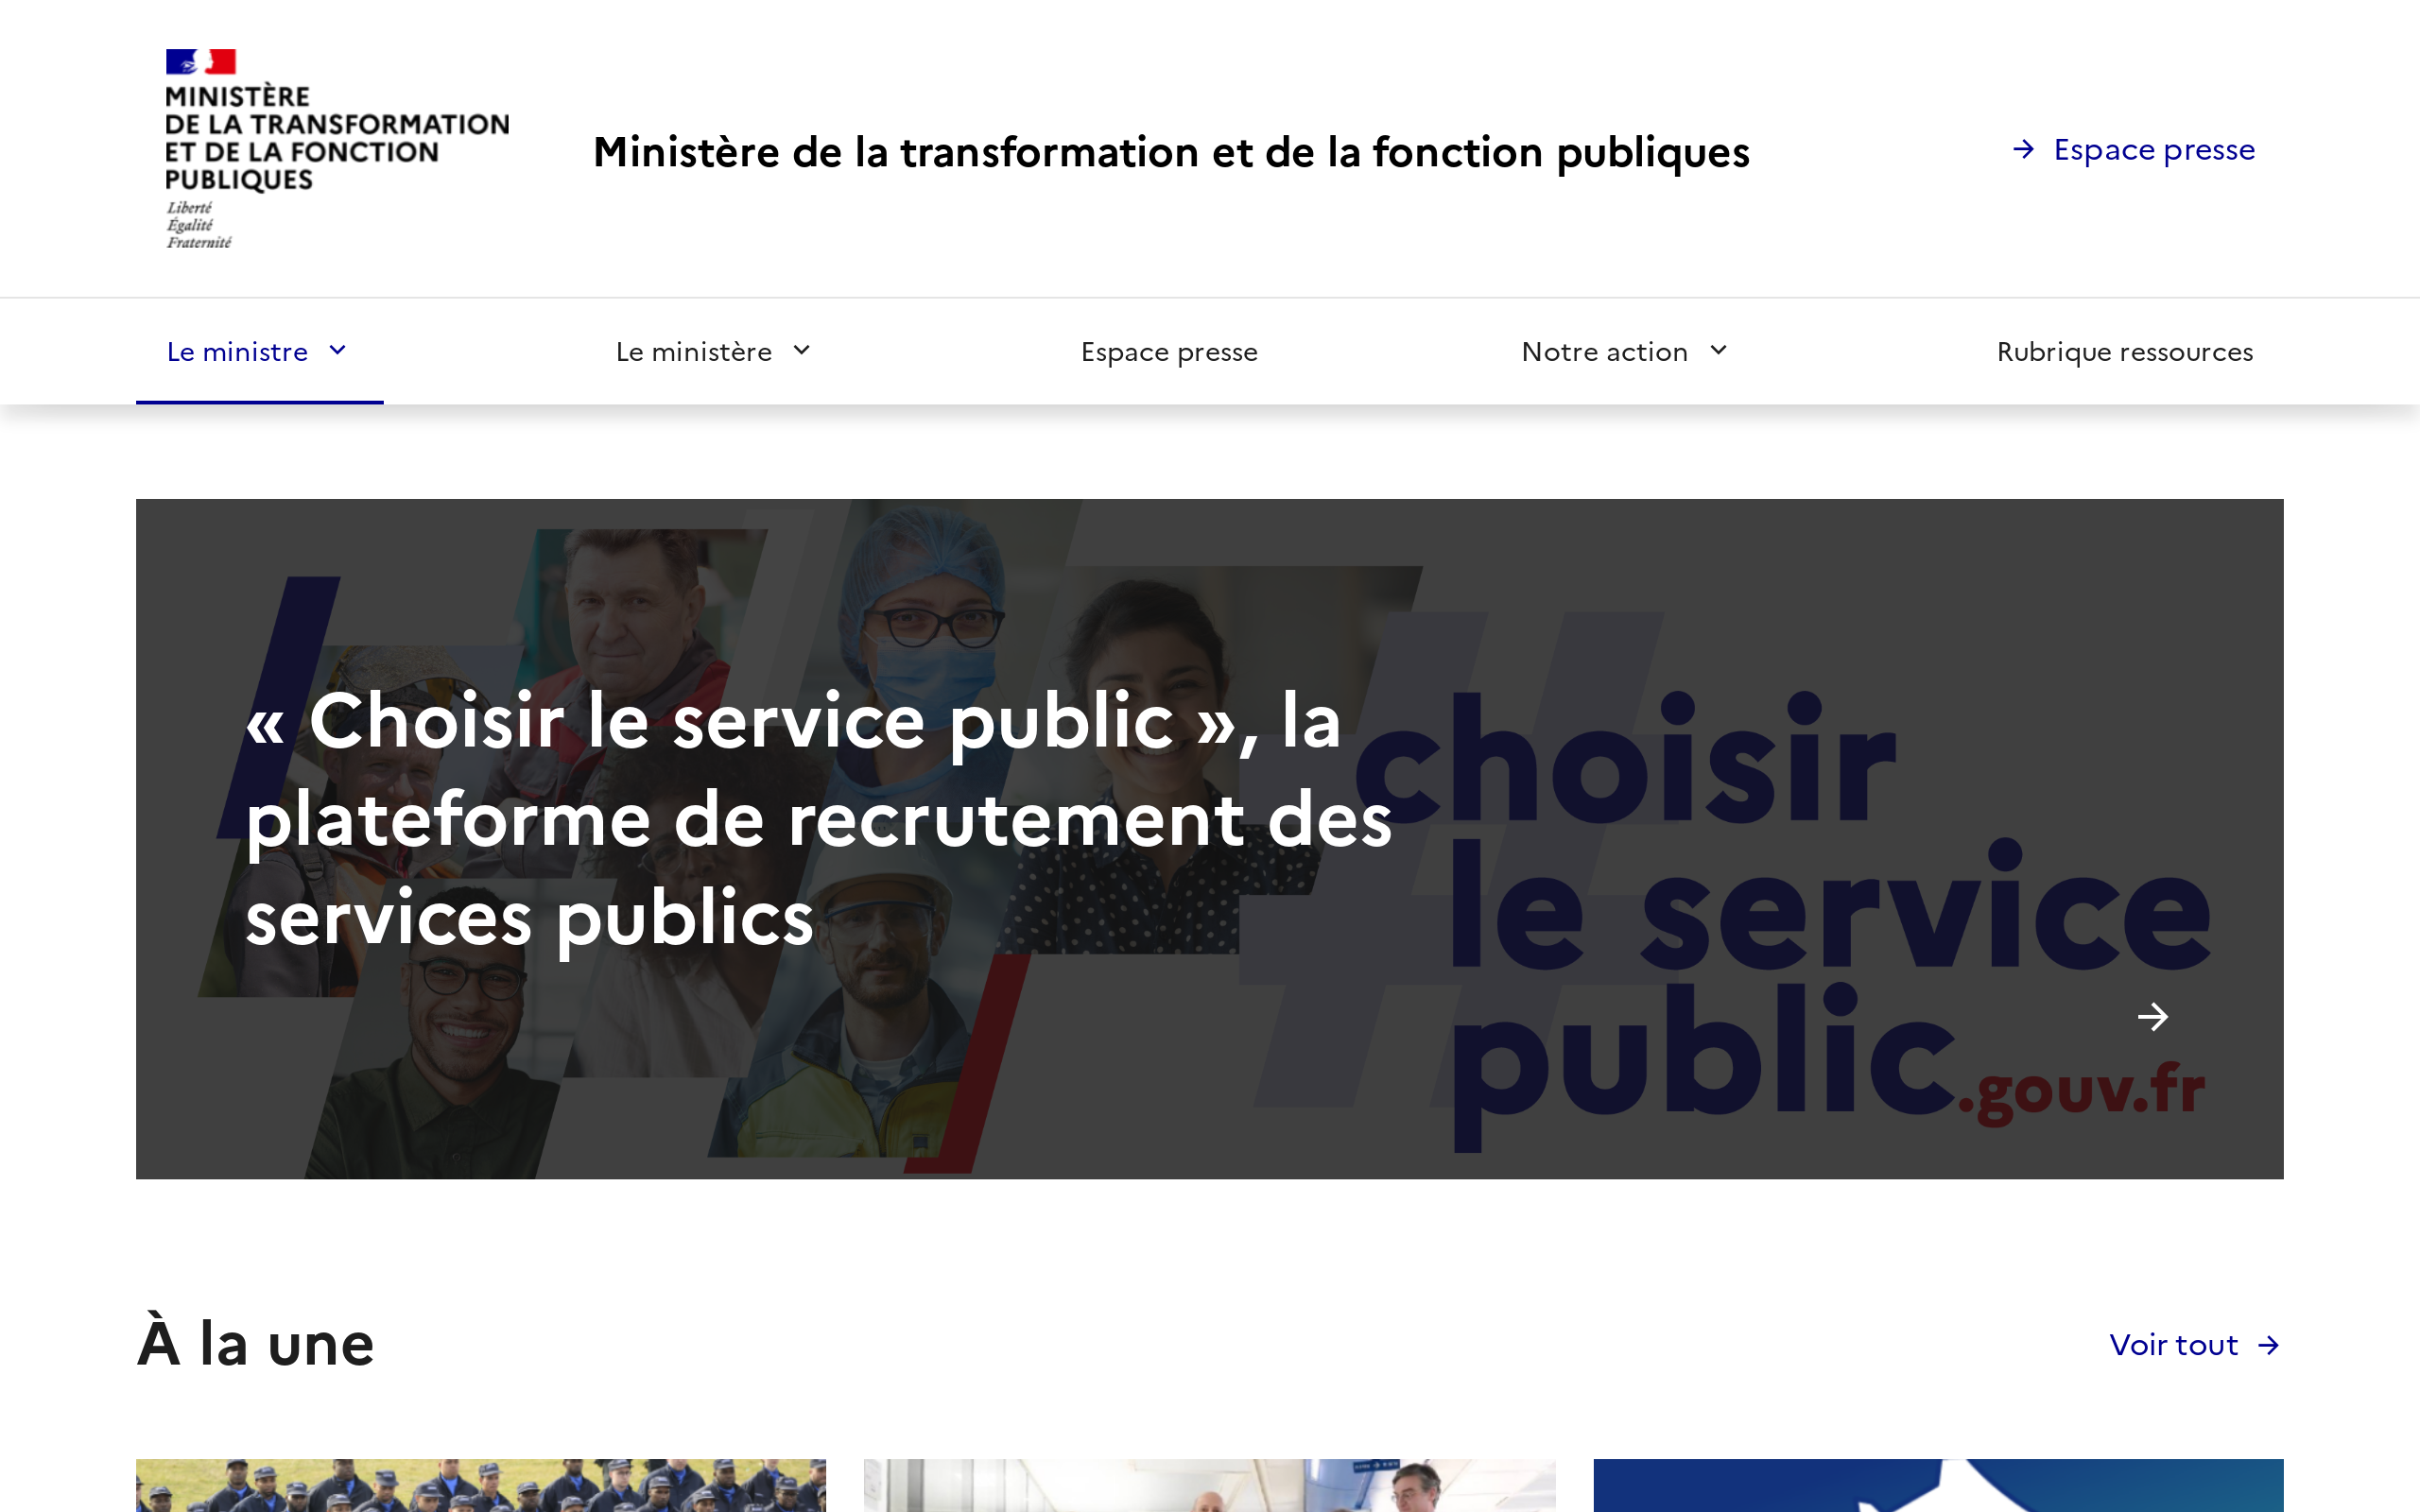 MINISTÈRE
DE LA TRANSFORMATION
ET DE LA FONCTION
PUBLIQUES
Liberté
Égalité
Fraternité
Ministère de la transformation et de la fonction publiques
Espace presse
Le ministre
Le ministère
Espace presse
Notre action
Rubrique ressources
« Choisir le service public », la
plateforme de recrutement des
services publics
choisir
le service
public.gouv.fr
À la une
Voir tout